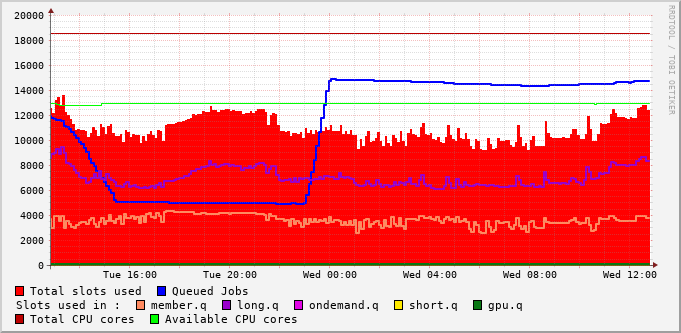 20000
18000
16000
14000
12000
10000
8000
6000
4000
2000
0
Tue 16:00 Tue 20:00 Wed 00:00 Wed 04:00 Wed 08:00 Wed 12:00
RRDTOOL / TOBI OETIKER
Total slots used Queued Jobs
Slots used in : member.q long.q ondemand.q short.q gpu.q
Total CPU cores Available CPU cores